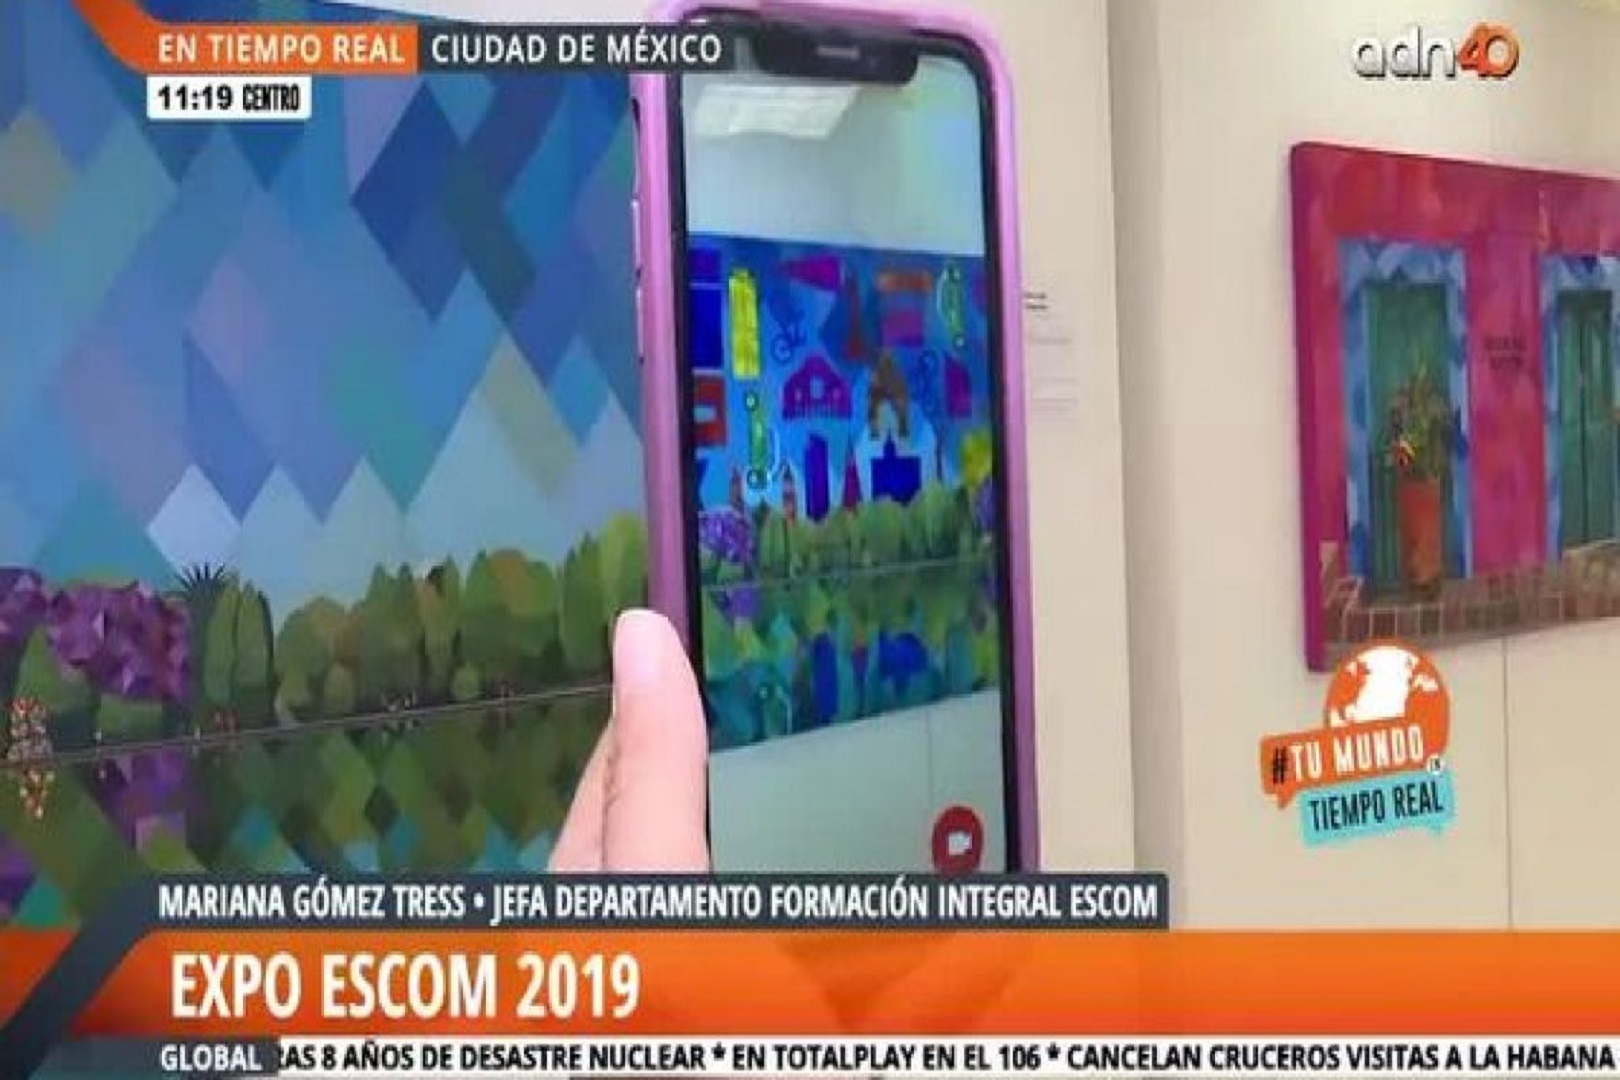 EN TIEMPO REAL CIUDAD DE MÉXICO
11:19 CENTRO
adn40
#TU MUNDO
EN
TIEMPO REAL
MARIANA GÓMEZ TRESS • JEFA DEPARTAMENTO FORMACIÓN INTEGRAL ESCOM
EXPO ESCOM 2019
GLOBAL RAS 8 AÑOS DE DESASTRE NUCLEAR * EN TOTALPLAY EN EL 106 * CANCELAN CRUCEROS VISITAS A LA HABANA